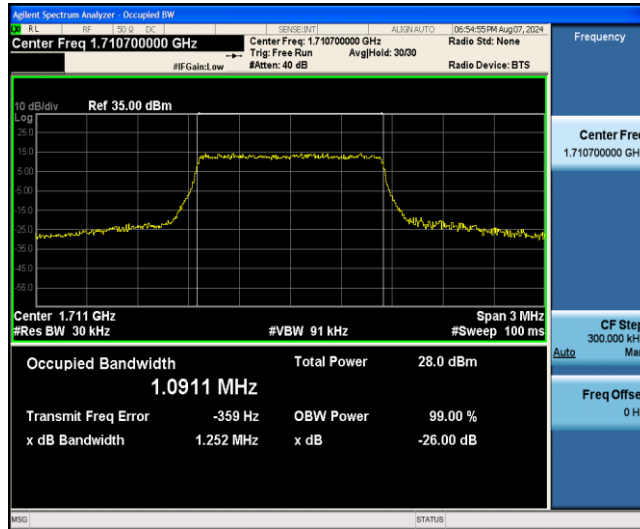 Agilent Spectrum Analyzer - Occupied BW
RL RF 50 Ω DC SENSE:INT ALIGN AUTO 06:54:55 PM Aug 07, 2024
Center Freq 1.710700000 GHz Center Freq: 1.710700000 GHz Radio Std: None
Trig: Free Run Avg|Hold: 30/30
#IFGain:Low #Atten: 40 dB Radio Device: BTS
Frequency
10 dB/div Ref 35.00 dBm
Log
25.0
15.0
5.00
-5.00
-15.0
-25.0
-35.0
-45.0
-55.0
Center 1.711 GHz Span 3 MHz
#Res BW 30 kHz #VBW 91 kHz #Sweep 100 ms
Center Fre
1.710700000 GH
CF Step
300.000 kH
Auto Ma
Freq Offse
0 H
Occupied Bandwidth Total Power 28.0 dBm
1.0911 MHz
Transmit Freq Error -359 Hz OBW Power 99.00 %
x dB Bandwidth 1.252 MHz x dB -26.00 dB
MSG STATUS